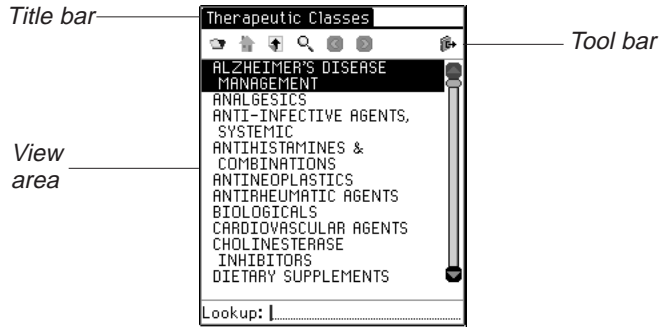 Title bar
Therapeutic Classes
Tool bar
ALZHEIMER'S DISEASE
MANAGEMENT
ANALGESICS
ANTI-INFECTIVE AGENTS,
SYSTEMIC
ANTIHISTAMINES &
COMBINATIONS
ANTINEOPLASTICS
ANTIRHEUMATIC AGENTS
BIOLOGICALS
CARDIOVASCULAR AGENTS
CHOLINESTERASE
INHIBITORS
DIETARY SUPPLEMENTS
View
area
Lookup: